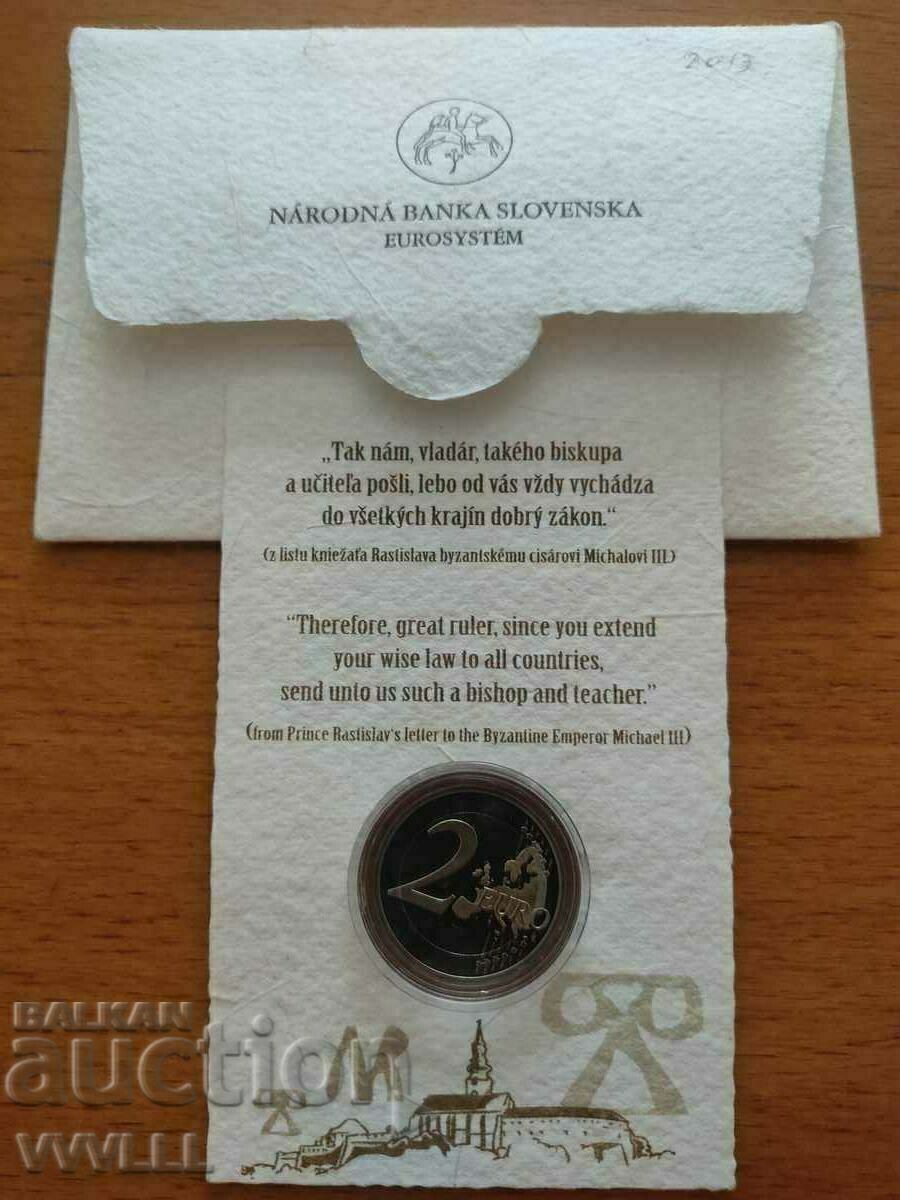 2013
NÁRODNÁ BANKA SLOVENSKA
EUROSYSTÉM
„Tak nám, vladár, takého biskupa
a učiteľa pošli, lebo od vás vždy vychádza
do všetkých krajín dobrý zákon.“
(z listu kniežaťa Rastislava byzantskému cisárovi Michalovi III.)
“Therefore, great ruler, since you extend
your wise law to all countries,
send unto us such a bishop and teacher.”
(from Prince Rastislav's letter to the Byzantine Emperor Michael III)
2 EURO
BALKAN
auction
VVVLLL